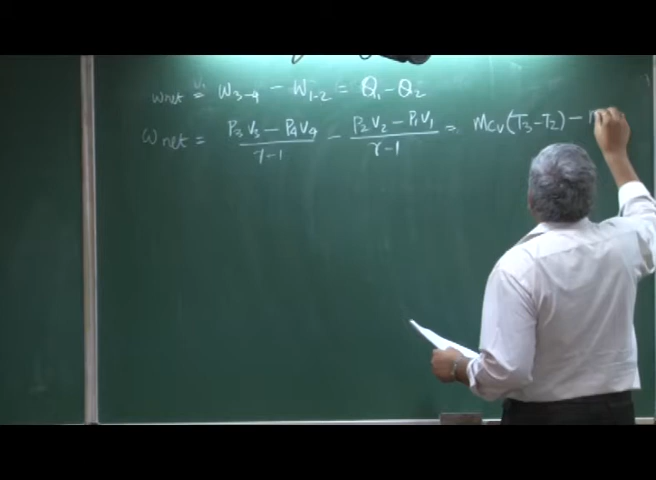 Wnet = W3-4 - W1-2 = Q1 - Q2
Wnet = P3V3 - P4V4 / γ-1 - P2V2 - P1V1 / γ-1 = MCv(T3-T2) -